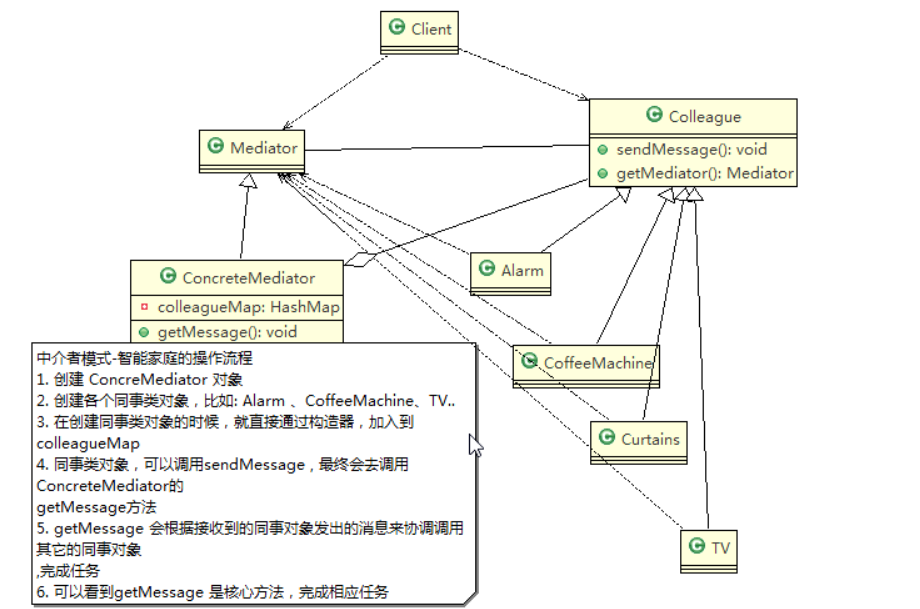 Client
Colleague
sendMessage(): void
getMediator(): Mediator
Mediator
Alarm
ConcreteMediator
colleagueMap: HashMap
getMessage(): void
CoffeeMachine
Curtains
TV
中介者模式-智能家庭的操作流程
1. 创建 ConcreMediator 对象
2. 创建各个同事类对象，比如: Alarm 、CoffeeMachine、TV..
3. 在创建同事类对象的时候，就直接通过构造器，加入到
colleagueMap
4. 同事类对象，可以调用sendMessage，最终会去调用
ConcreteMediator的
getMessage方法
5. getMessage 会根据接收到的同事对象发出的消息来协调调用
其它的同事对象
,完成任务
6. 可以看到getMessage 是核心方法，完成相应任务